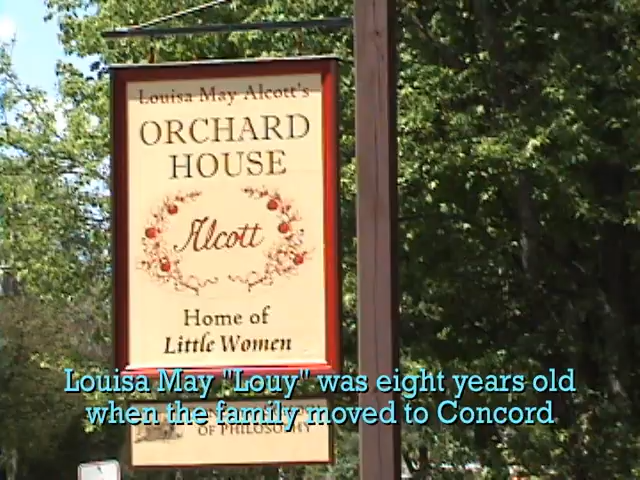 Louisa May Alcott's
ORCHARD
HOUSE
Alcott
Home of
Little Women
Louisa May "Louy" was eight years old
when the family moved to Concord
OF PHILOSOPHY